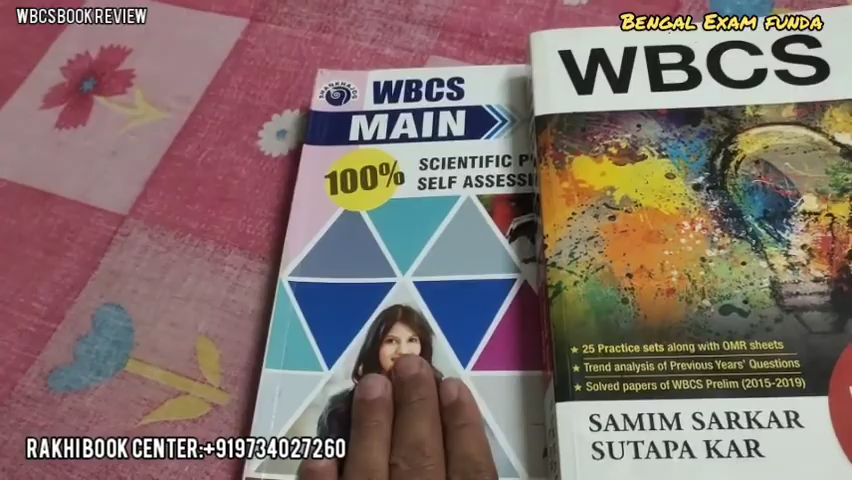 WBCS BOOK REVIEW
BENGAL EXAM FUNDA
WBCS
MAIN
100%
SCIENTIFIC
SELF
WBCS
★ 25 Practice sets along with OMR sheets
★ Trend analysis of Previous Years' Questions
★ Solved papers of WBCS Prelim (2015-2019)
SAMIM SARKAR
SUTAPA KAR
RAKHI BOOK CENTER:+919734027260